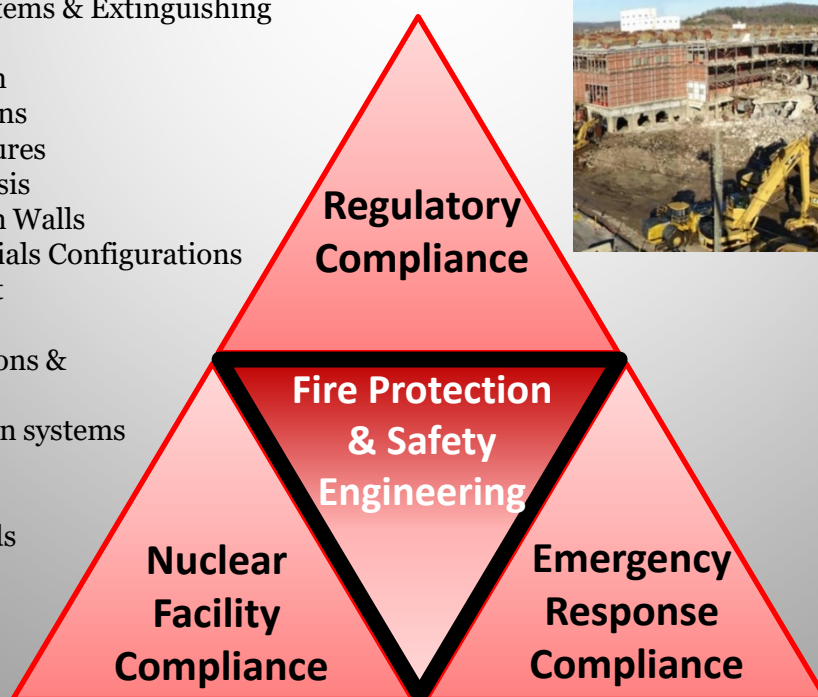 tems & Extinguishing
n
ns
ures
sis
n Walls
ials Configurations
t
ons &
n systems
ls
Regulatory
Compliance
Fire Protection
& Safety
Engineering
Nuclear
Facility
Compliance
Emergency
Response
Compliance